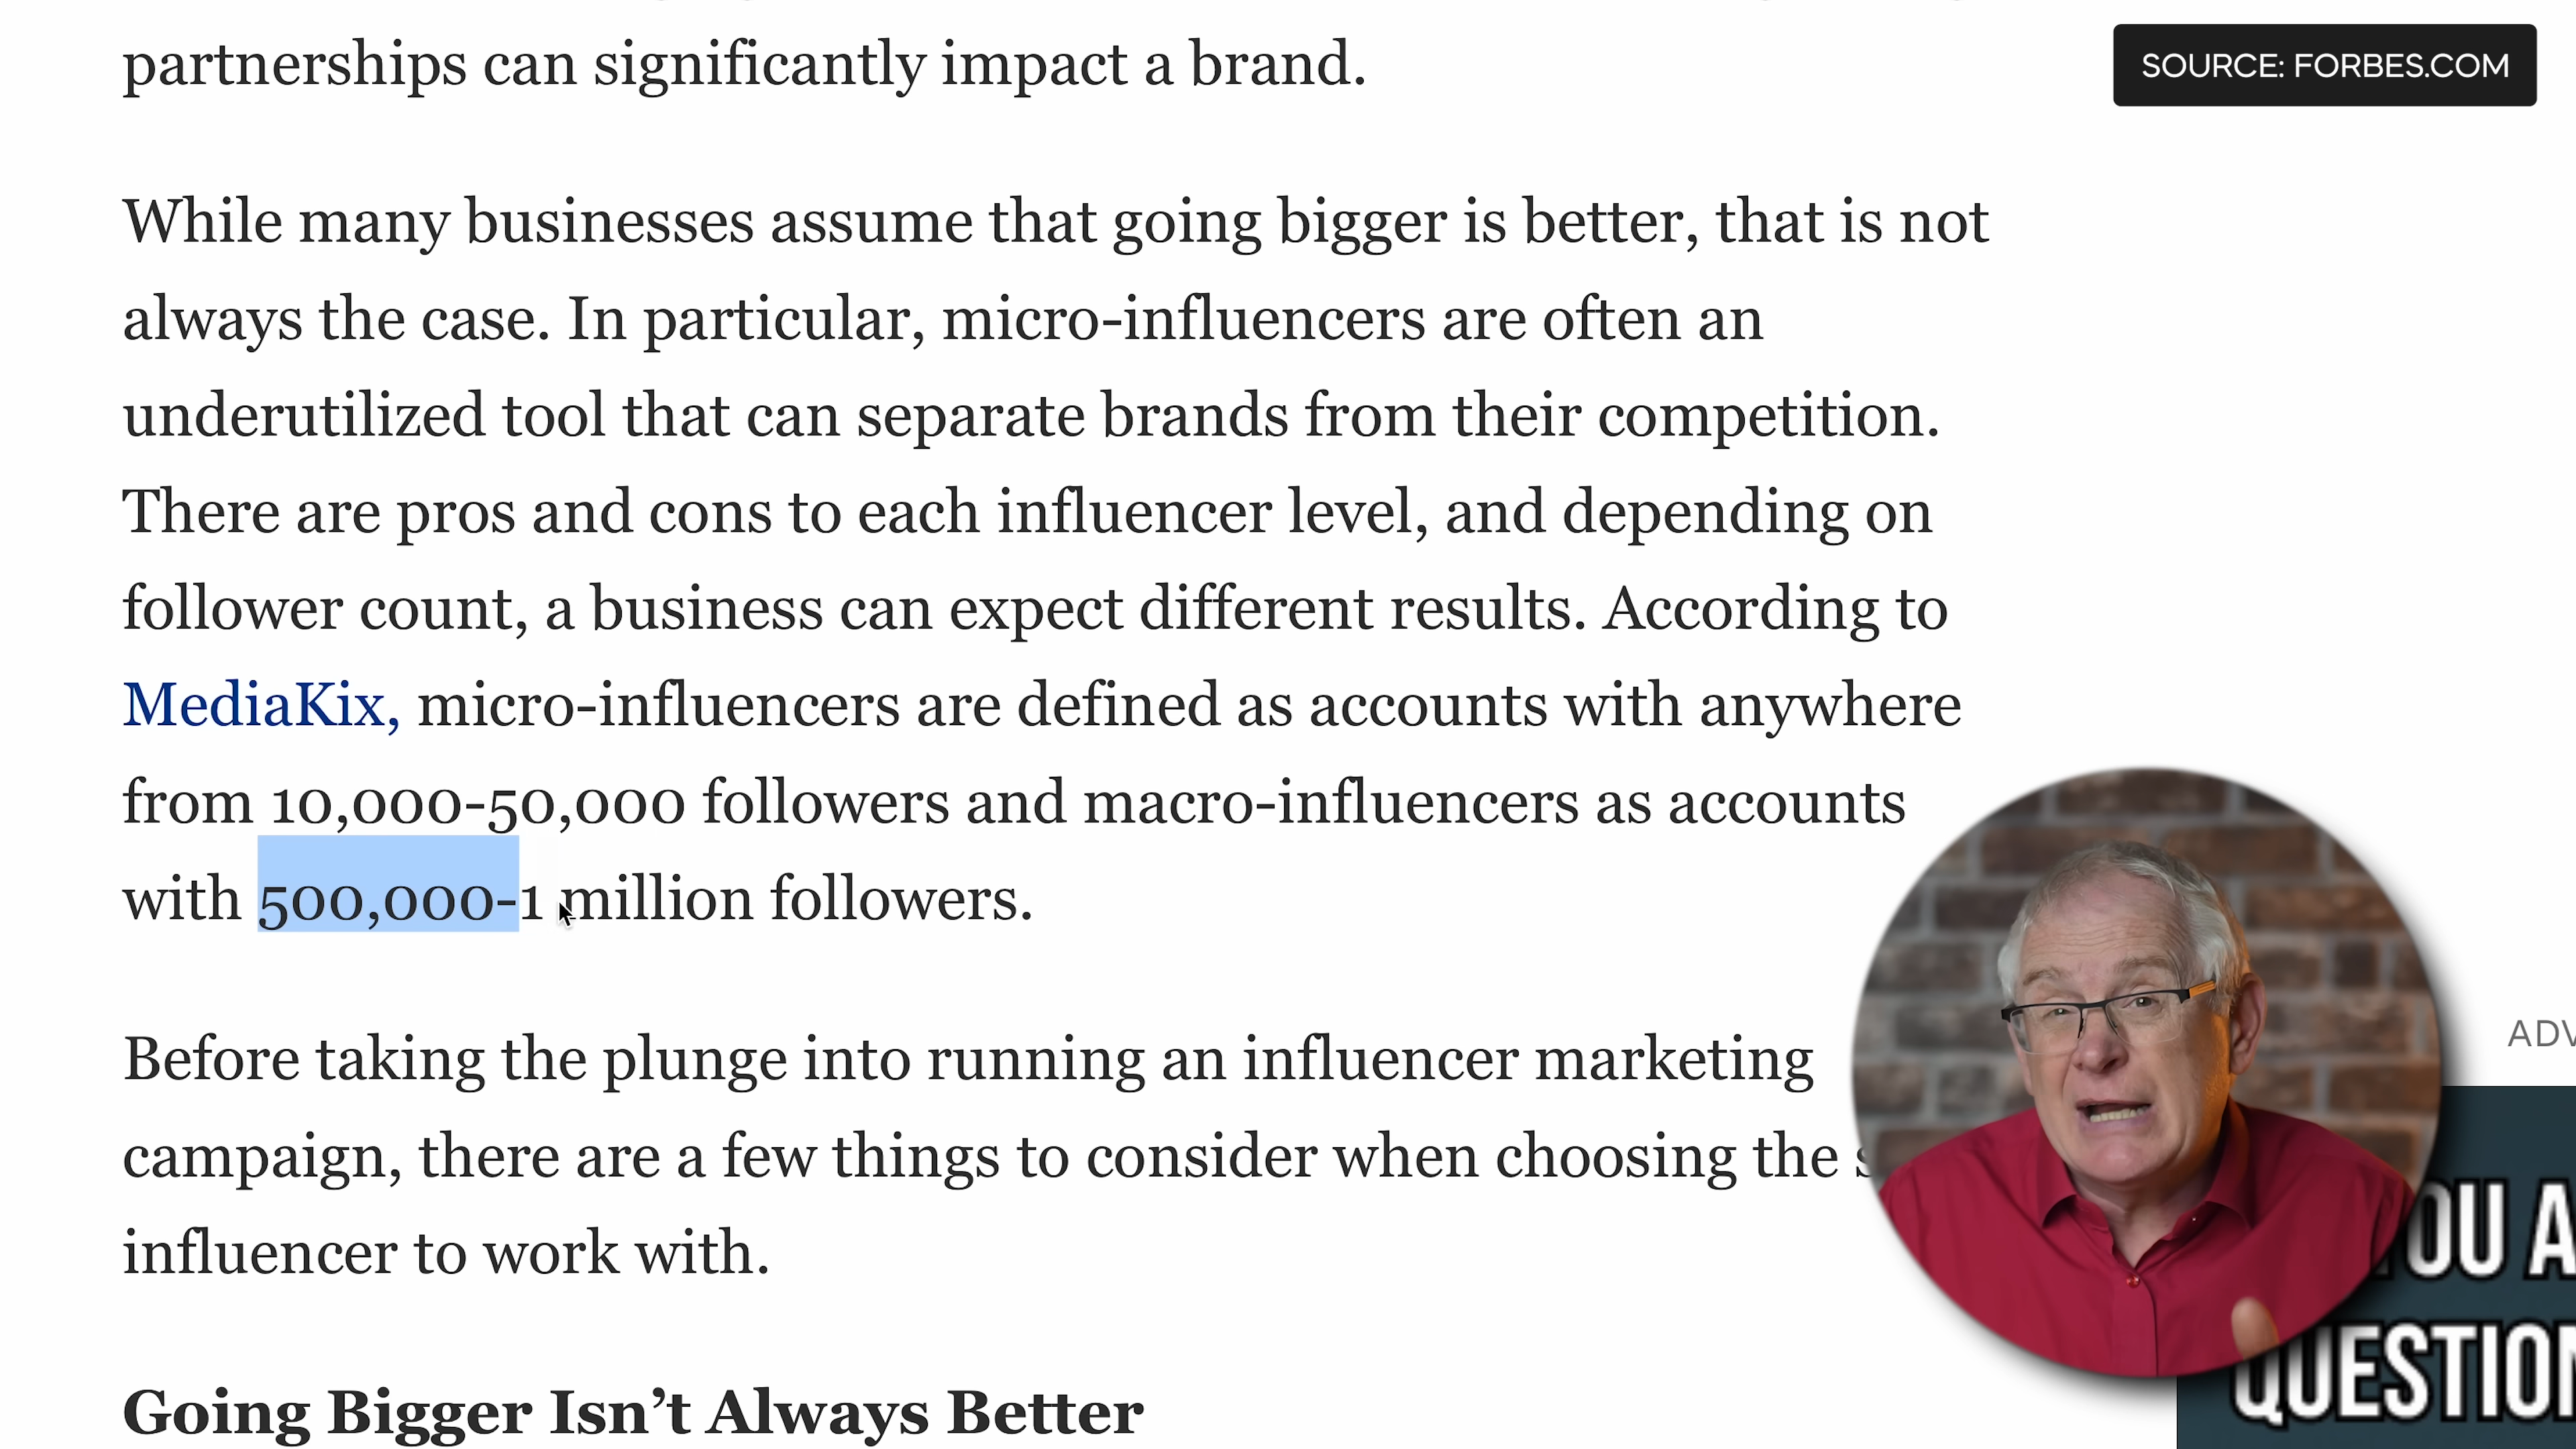 partnerships can significantly impact a brand.
SOURCE: FORBES.COM
While many businesses assume that going bigger is better, that is not
always the case. In particular, micro-influencers are often an
underutilized tool that can separate brands from their competition.
There are pros and cons to each influencer level, and depending on
follower count, a business can expect different results. According to
MediaKix, micro-influencers are defined as accounts with anywhere
from 10,000-50,000 followers and macro-influencers as accounts
with 500,000-1 million followers.
Before taking the plunge into running an influencer marketing
campaign, there are a few things to consider when choosing the
influencer to work with.
Going Bigger Isn’t Always Better